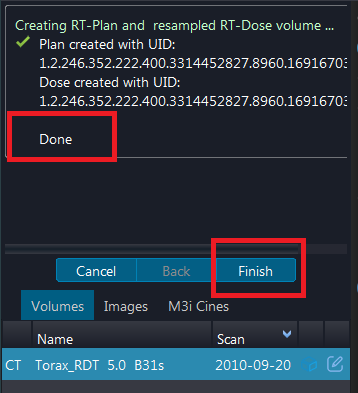 Creating RT-Plan and resampled RT-Dose volume ...
Plan created with UID:
1.2.246.352.222.400.3314452827.8960.16916703
Dose created with UID:
1.2.246.352.222.400.3314452827.8960.16916703
Done
Cancel Back Finish
Volumes Images M3i Cines
Name Scan
CT Torax_RDT 5.0 B31s 2010-09-20